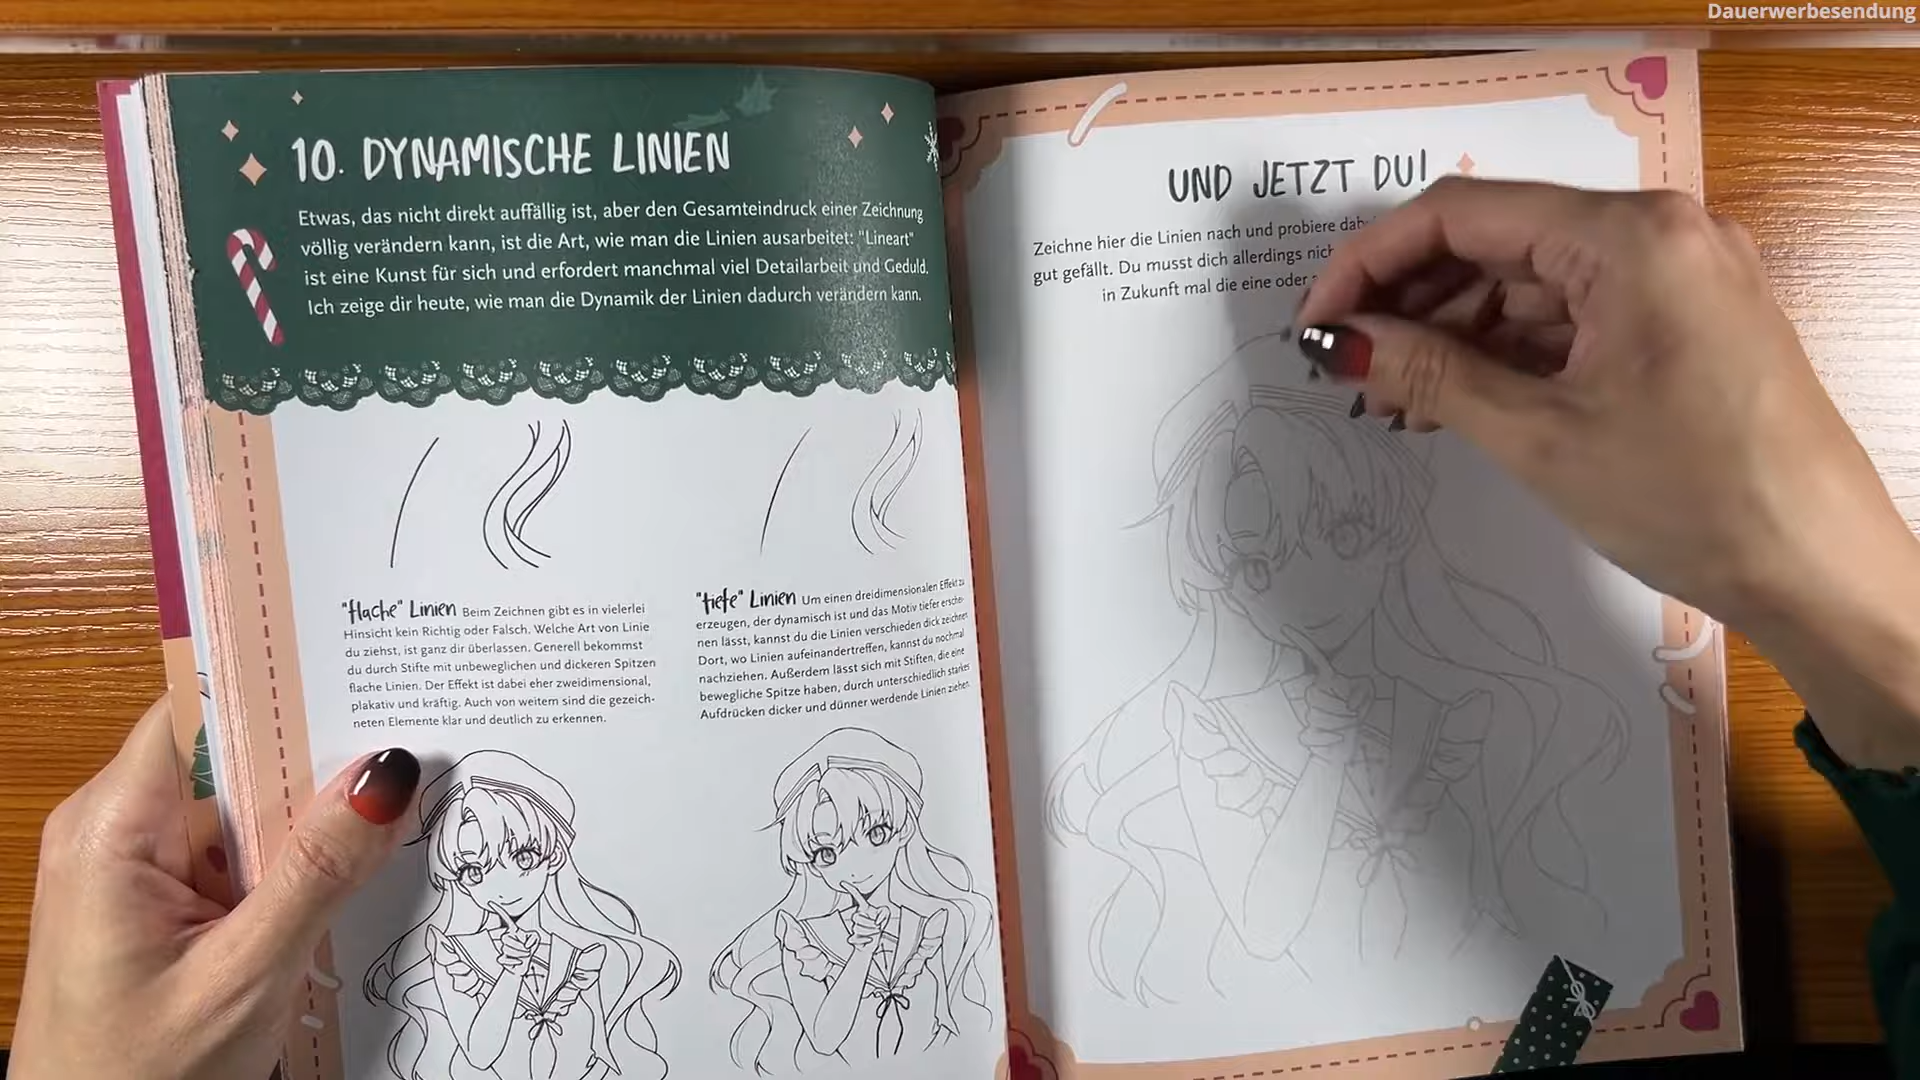 Dauerwerbesendung
10. DYNAMISCHE LINIEN
Etwas, das nicht direkt auffällig ist, aber den Gesamteindruck einer Zeichnung
völlig verändern kann, ist die Art, wie man die Linien ausarbeitet: "Lineart"
ist eine Kunst für sich und erfordert manchmal viel Detailarbeit und Geduld.
Ich zeige dir heute, wie man die Dynamik der Linien dadurch verändern kann.
"flache" Linien Beim Zeichnen gibt es in vielerlei
Hinsicht kein Richtig oder Falsch. Welche Art von Linie
du ziehst, ist ganz dir überlassen. Generell bekommst
du durch Stifte mit unbeweglichen und dickeren Spitzen
flache Linien. Der Effekt ist dabei eher zweidimensional,
plakativ und kräftig. Auch von weitem sind die gezeich-
neten Elemente klar und deutlich zu erkennen.
"tiefe" Linien Um einen dreidimensionalen Effekt zu
erzeugen, der dynamisch ist und das Motiv tiefer erschei-
nen lässt, kannst du die Linien verschieden dick zeichnen.
Dort, wo Linien aufeinandertreffen, kannst du nochmal
nachziehen. Außerdem lässt sich mit Stiften, die eine
bewegliche Spitze haben, durch unterschiedlich starkes
Aufdrücken dicker und dünner werdende Linien ziehen.
UND JETZT DU!
Zeichne hier die Linien nach und probiere
gut gefällt. Du musst dich allerdings
in Zukunft mal die eine oder